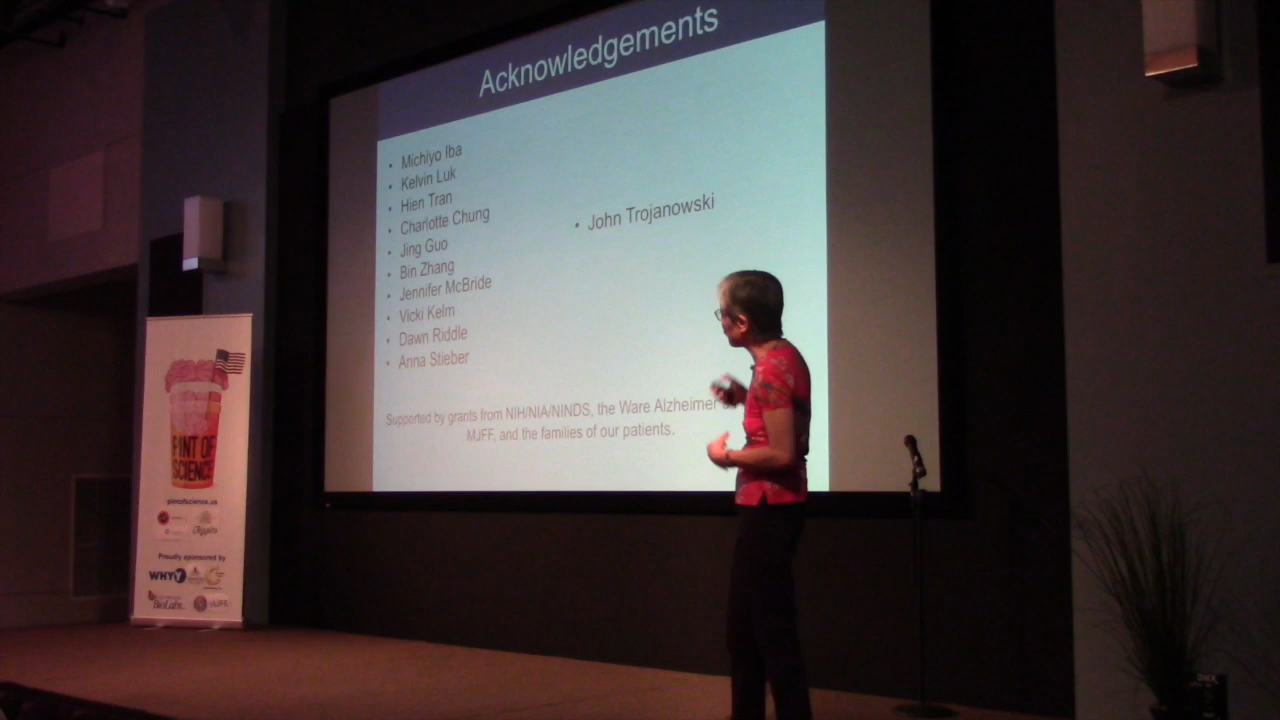 Acknowledgements
• Michiyo Iba
• Kelvin Luk
• Hien Tran
• Charlotte Chung
• Jing Guo
• Bin Zhang
• Jennifer McBride
• Vicki Kelm
• Dawn Riddle
• Anna Stieber
• John Trojanowski
Supported by grants from NIH/NIA/NINDS, the Ware Alzheimer
MJFF, and the families of our patients.
PINT OF
SCIENCE
pintofscience.us
Proudly sponsored by
WHYY
BioLabs